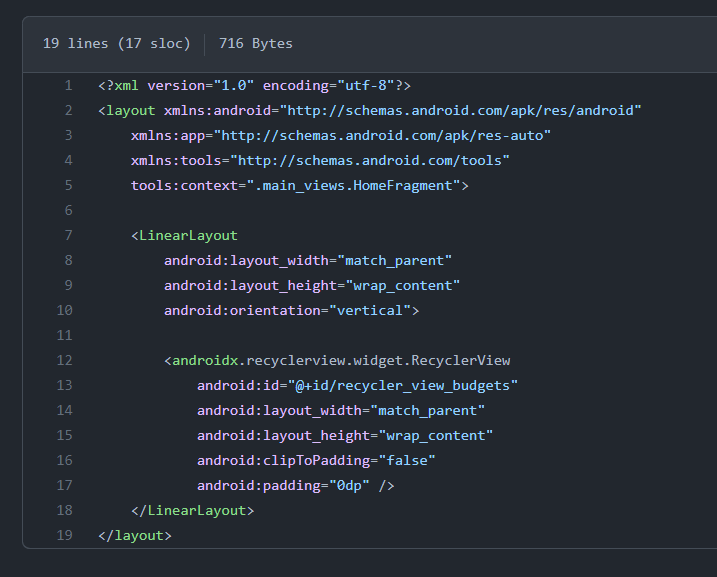 19 lines (17 sloc) 716 Bytes
1 <?xml version="1.0" encoding="utf-8"?>
2 <layout xmlns:android="http://schemas.android.com/apk/res/android"
3     xmlns:app="http://schemas.android.com/apk/res-auto"
4     xmlns:tools="http://schemas.android.com/tools"
5     tools:context=".main_views.HomeFragment">
6
7     <LinearLayout
8         android:layout_width="match_parent"
9         android:layout_height="wrap_content"
10         android:orientation="vertical">
11
12         <androidx.recyclerview.widget.RecyclerView
13             android:id="@+id/recycler_view_budgets"
14             android:layout_width="match_parent"
15             android:layout_height="wrap_content"
16             android:clipToPadding="false"
17             android:padding="0dp" />
18     </LinearLayout>
19 </layout>